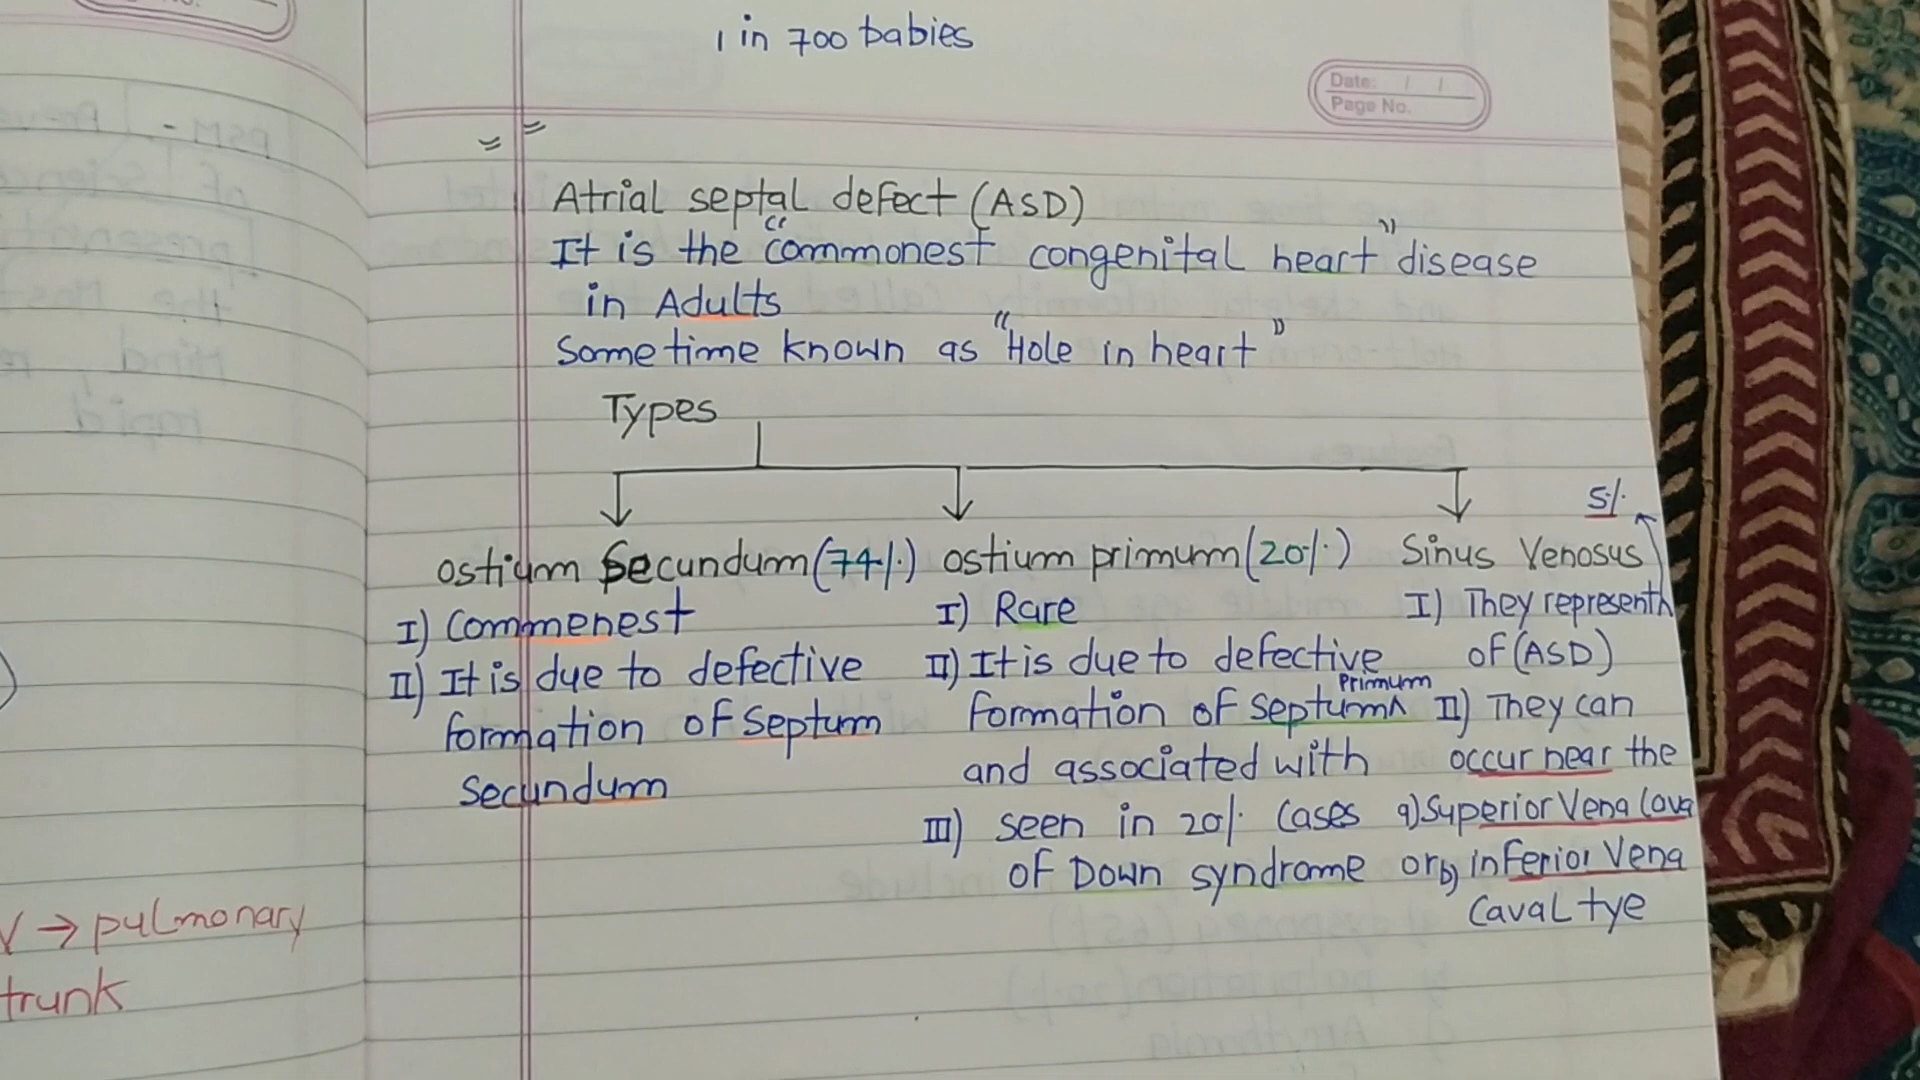 1 in 700 babies
Date: / /
Page No.
Atrial septal defect (ASD)
It is the "commonest congenital heart" disease
in Adults
Sometime known as "Hole in heart"
Types
5%
ostium Secundum (74%)
I) Commenest
II) It is due to defective
formation of Septum
Secundum
ostium primum (20%)
I) Rare
II) It is due to defective
formation of Septum ^ Primum
and associated with
III) seen in 20% Cases
of Down syndrome
Sinus Venosus
I) They represent
of (ASD)
II) They can
occur near the
a) Superior Vena Cava
or b) inferior Vena
Caval tye
→ pulmonary
trunk